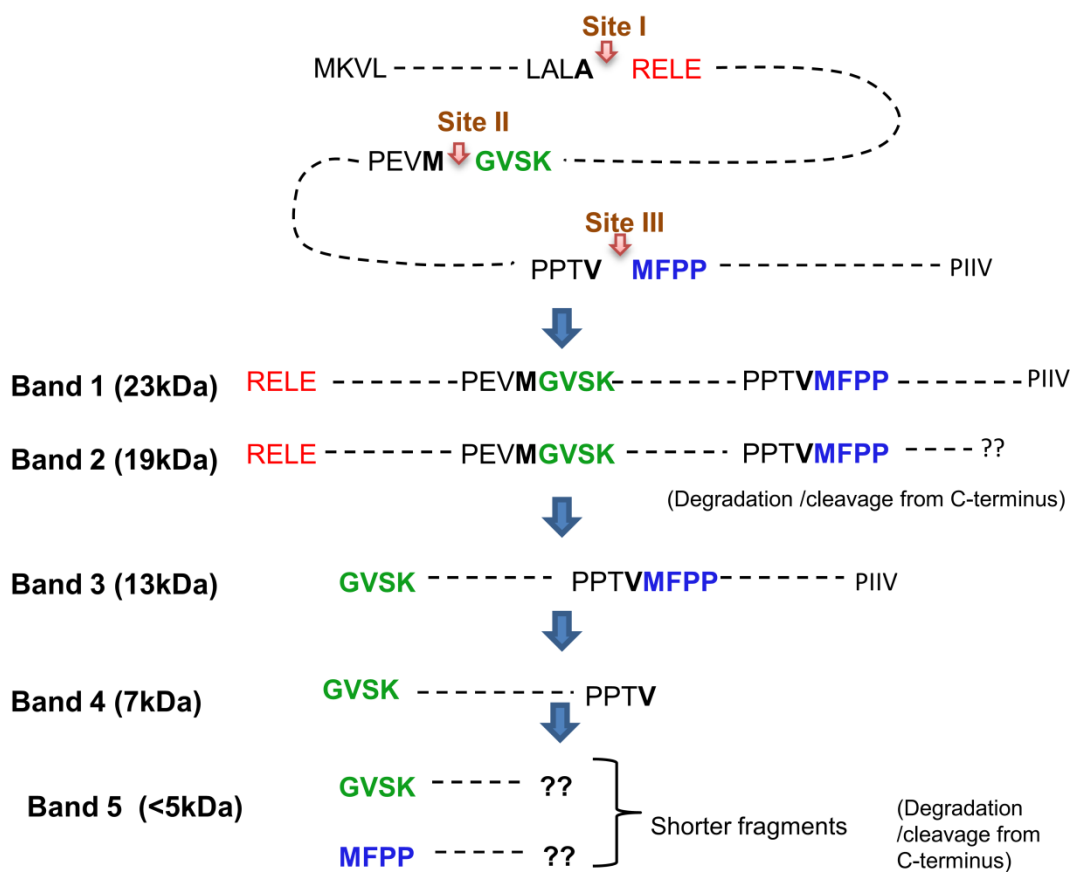 Site I
MKVL LALA RELE
Site II
PEVM GVSK
Site III
PPTV MFPP PIIV
Band 1 (23kDa) RELE PEVMGVSK PPTVMFPP PIIV
Band 2 (19kDa) RELE PEVMGVSK PPTVMFPP ??
(Degradation /cleavage from C-terminus)
Band 3 (13kDa) GVSK PPTVMFPP PIIV
Band 4 (7kDa) GVSK PPTV
Band 5 (<5kDa)
GVSK ??
MFPP ??
Shorter fragments
(Degradation
/cleavage from
C-terminus)